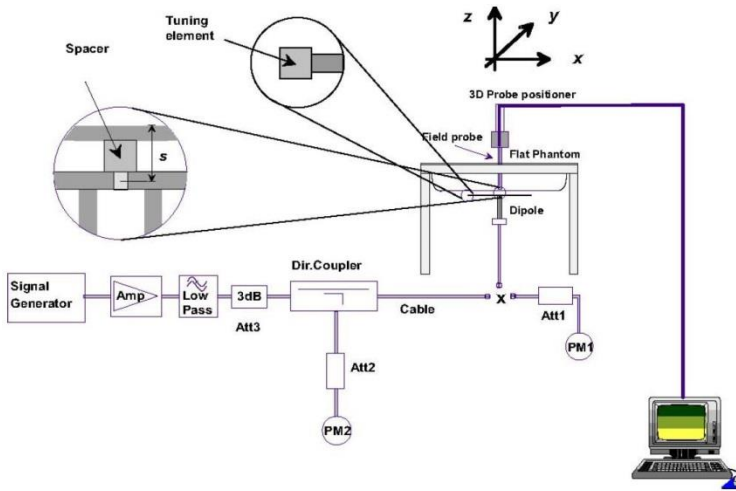 Tuning
element
Spacer
s
z
y
x
3D Probe positioner
Field probe
Flat Phantom
Dipole
Signal
Generator
Amp
Low
Pass
3dB
Att3
Dir.Coupler
Cable
x
Att1
PM1
Att2
PM2